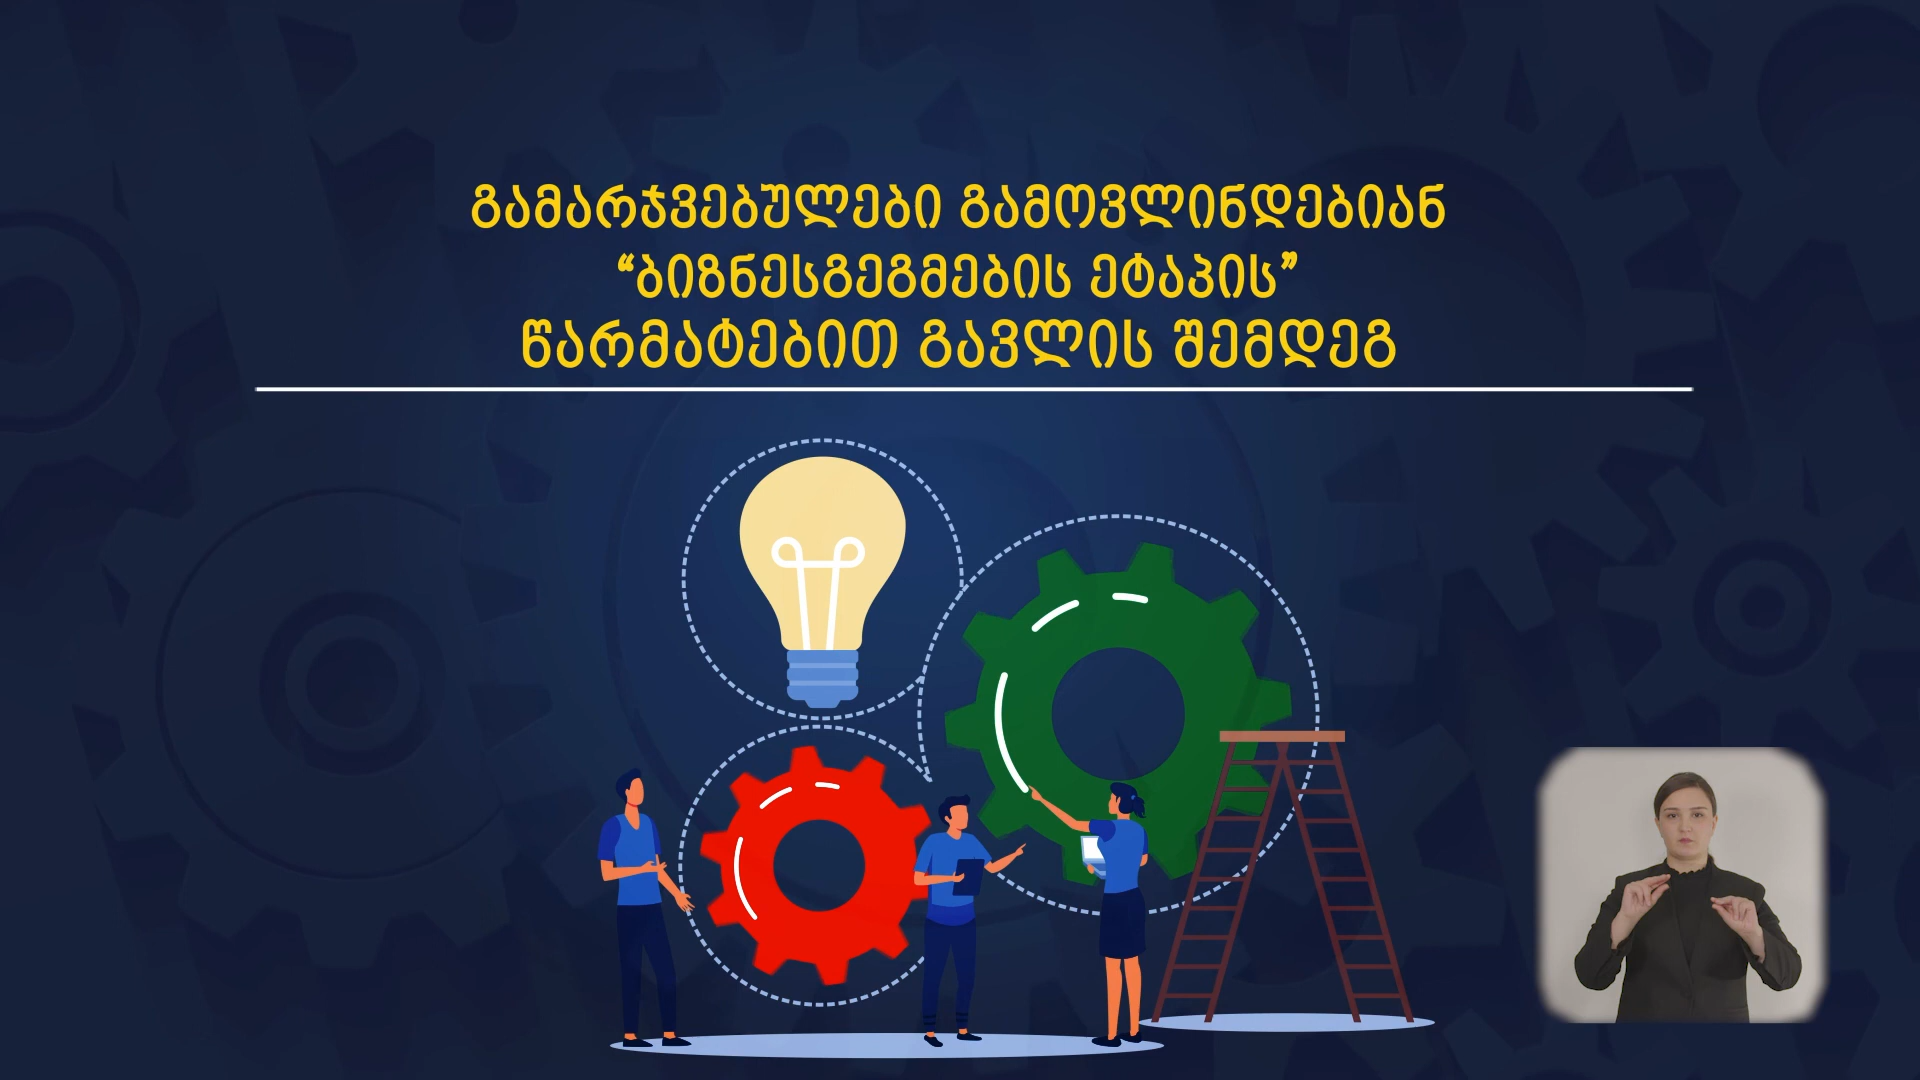 გამარჯვებულები გამოვლინდებიან
“ბიზნესგეგმების ეტაპის”
წარმატებით გავლის შემდეგ